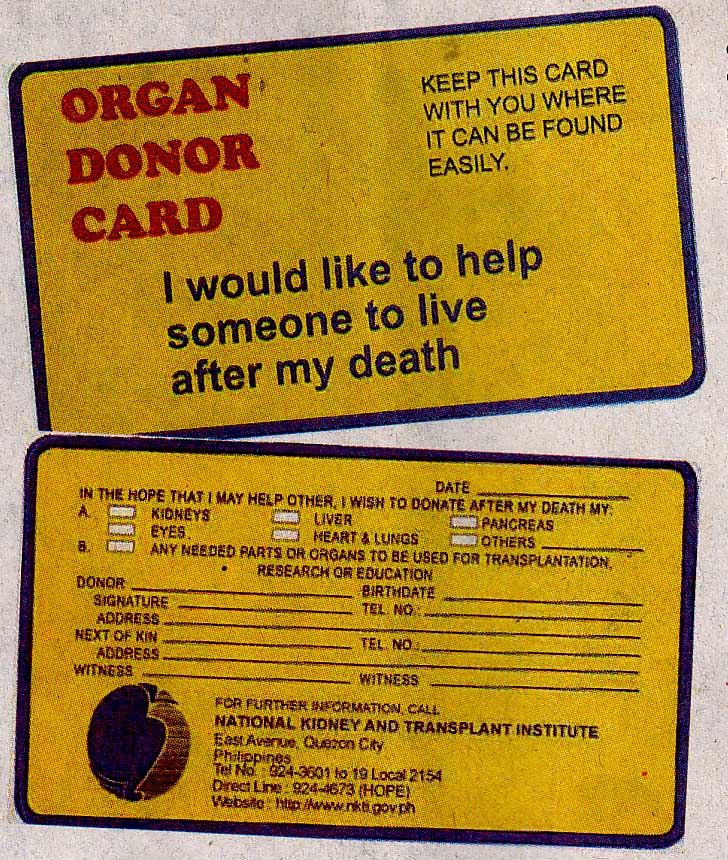 ORGAN
DONOR
CARD
KEEP THIS CARD
WITH YOU WHERE
IT CAN BE FOUND
EASILY.
I would like to help
someone to live
after my death
DATE
IN THE HOPE THAT I MAY HELP OTHER, I WISH TO DONATE AFTER MY DEATH MY:
A. KIDNEYS LIVER PANCREAS
EYES HEART & LUNGS OTHERS
B. ANY NEEDED PARTS OR ORGANS TO BE USED FOR TRANSPLANTATION,
RESEARCH OR EDUCATION
DONOR BIRTHDATE
SIGNATURE TEL. NO.:
ADDRESS
NEXT OF KIN TEL. NO.:
ADDRESS
WITNESS WITNESS
FOR FURTHER INFORMATION, CALL
NATIONAL KIDNEY AND TRANSPLANT INSTITUTE
East Avenue, Quezon City
Philippines
Tel No. : 924-3601 to 19 Local 2154
Direct Line : 924-4673 (HOPE)
Website : http://www.nkti.gov.ph